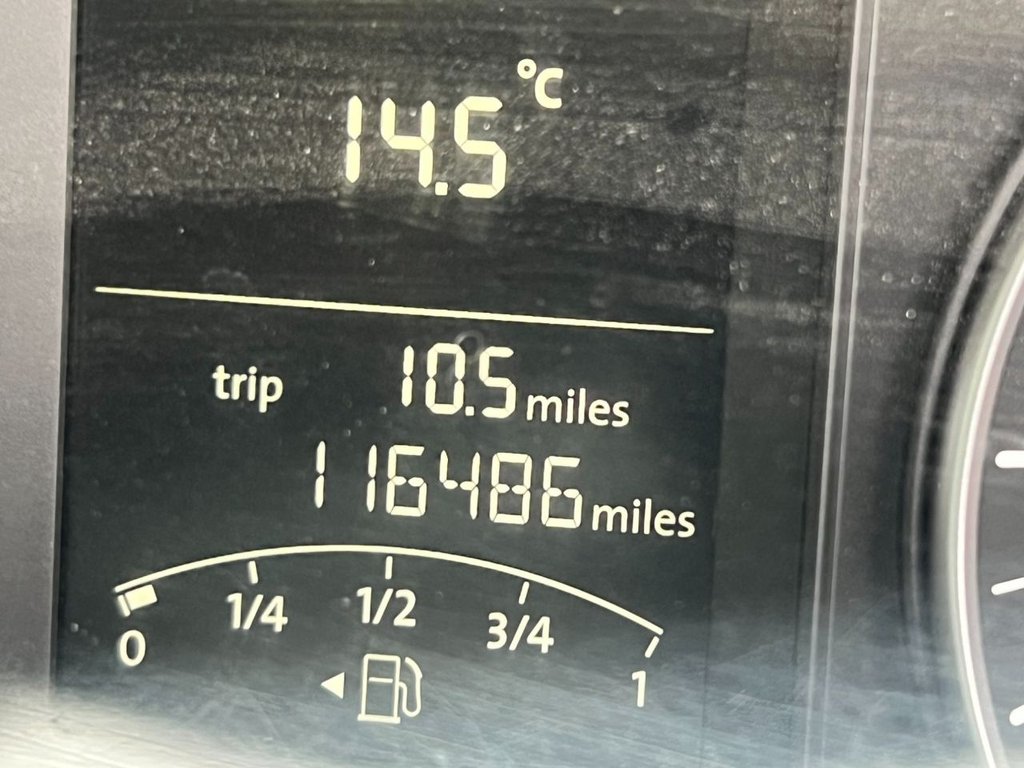 14.5 °C
trip 10.5 miles
116486 miles
0 1/4 1/2 3/4 1